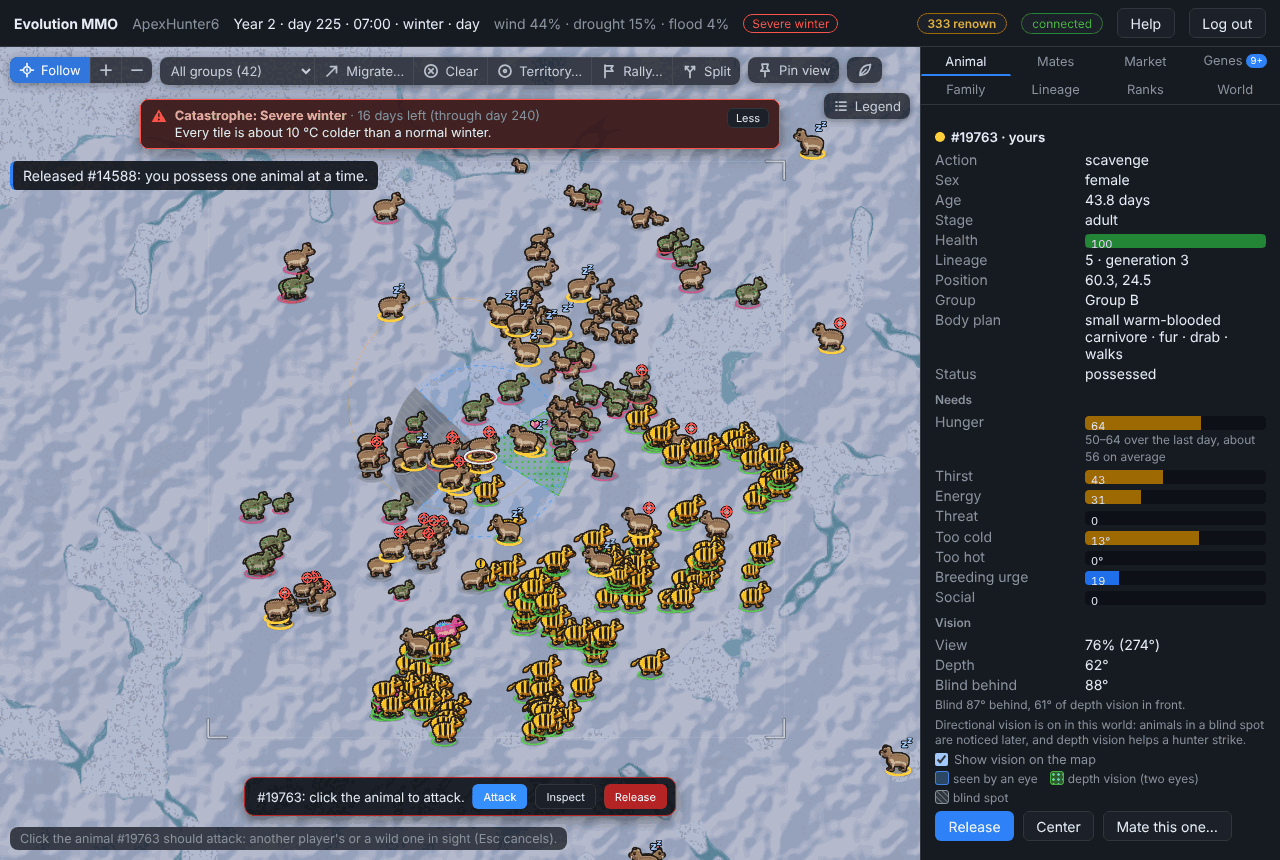 Evolution MMO ApexHunter6 Year 2 · day 225 · 07:00 · winter · day wind 44% · drought 15% · flood 4% Severe winter 333 renown connected Help Log out
Follow + − All groups (42) Migrate... Clear Territory... Rally... Split Pin view
Legend
Catastrophe: Severe winter · 16 days left (through day 240) Less
Every tile is about 10 °C colder than a normal winter.
Released #14588: you possess one animal at a time.
#19763: click the animal to attack. Attack Inspect Release
Click the animal #19763 should attack: another player's or a wild one in sight (Esc cancels).
Animal Mates Market Genes 9+
Family Lineage Ranks World
#19763 · yours
Action scavenge
Sex female
Age 43.8 days
Stage adult
Health 100
Lineage 5 · generation 3
Position 60.3, 24.5
Group Group B
Body plan small warm-blooded
carnivore · fur · drab ·
walks
Status possessed
Needs
Hunger 64
50–64 over the last day, about
56 on average
Thirst 43
Energy 31
Threat 0
Too cold 13°
Too hot 0°
Breeding urge 19
Social 0
Vision
View 76% (274°)
Depth 62°
Blind behind 88°
Blind 87° behind, 61° of depth vision in front.
Directional vision is on in this world: animals in a blind spot
are noticed later, and depth vision helps a hunter strike.
Show vision on the map
seen by an eye depth vision (two eyes)
blind spot
Release Center Mate this one...